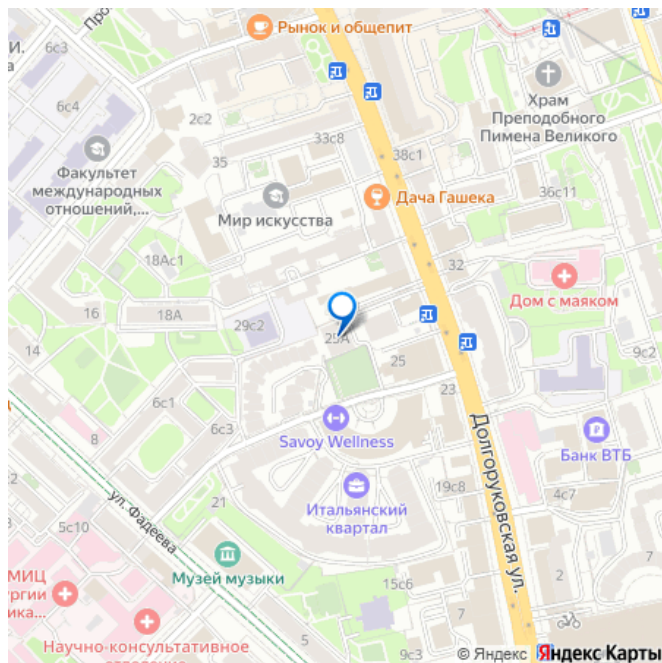 6с3
Рынок и общепит
И.
6с4
2с2
33с8
Храм
Преподобного
Пимена Великого
Факультет
международных
отношений,...
35
38с1
36с11
Мир искусства
Дача Гашека
18Ас1
32
Дом с маяком
16
18А
29с2
25А
14
25
9с2
23
6с1
6с3
8
Savoy Wellness
Банк ВТБ
Долгоруковская ул.
19с8
4с7
Итальянский
квартал
21
ул. Фадеева
5с10
Музей музыки
7
МИЦ
ргии
ика...
15с6
2
7
Научно-консультативное
5
9с3
© Яндекс
Яндекс Карты